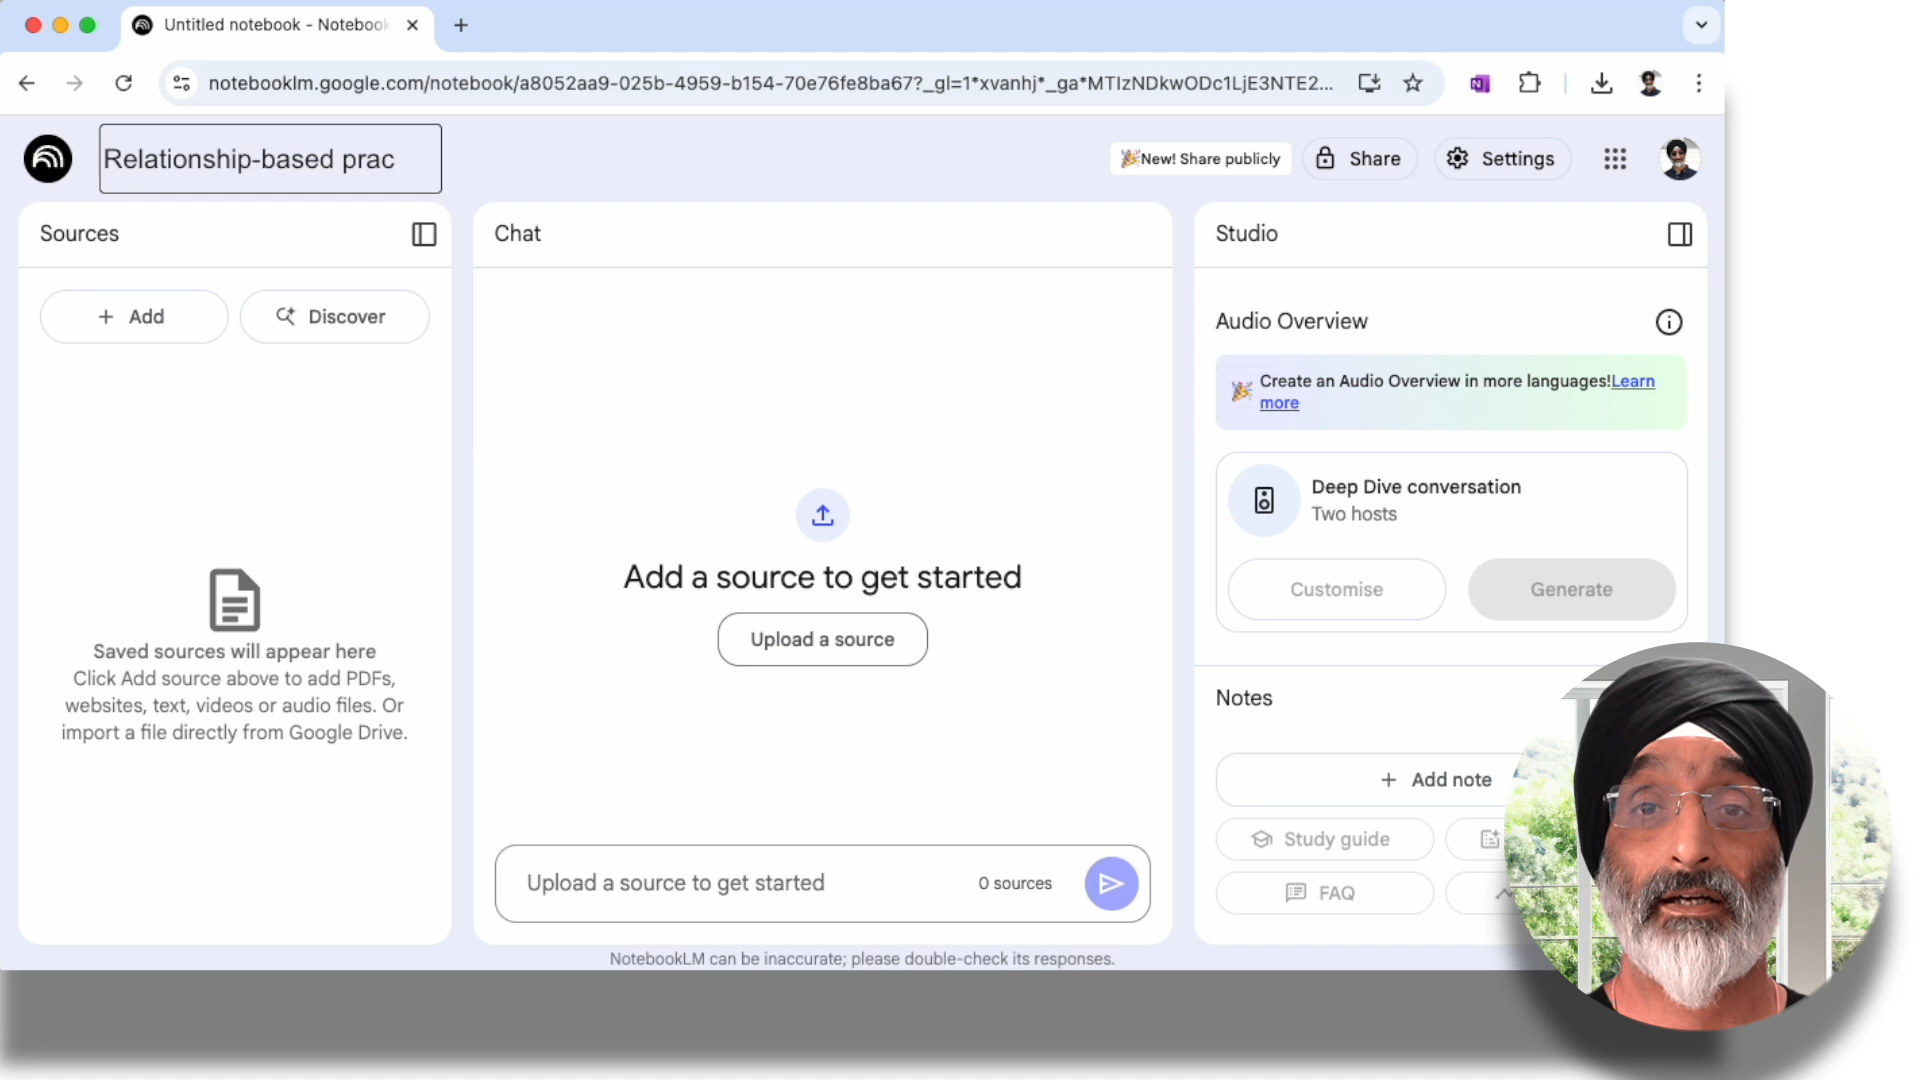 Untitled notebook - Notebook
notebooklm.google.com/notebook/a8052aa9-025b-4959-b154-70e76fe8ba67?_gl=1*xvanhj*_ga*MTIzNDkwODc1LjE3NTE2...
Relationship-based prac
New! Share publicly
Share
Settings
Sources
Add
Discover
Saved sources will appear here
Click Add source above to add PDFs,
websites, text, videos or audio files. Or
import a file directly from Google Drive.
Chat
Add a source to get started
Upload a source
Upload a source to get started
0 sources
NotebookLM can be inaccurate; please double-check its responses.
Studio
Audio Overview
Create an Audio Overview in more languages!Learn
more
Deep Dive conversation
Two hosts
Customise
Generate
Notes
Add note
Study guide
FAQ